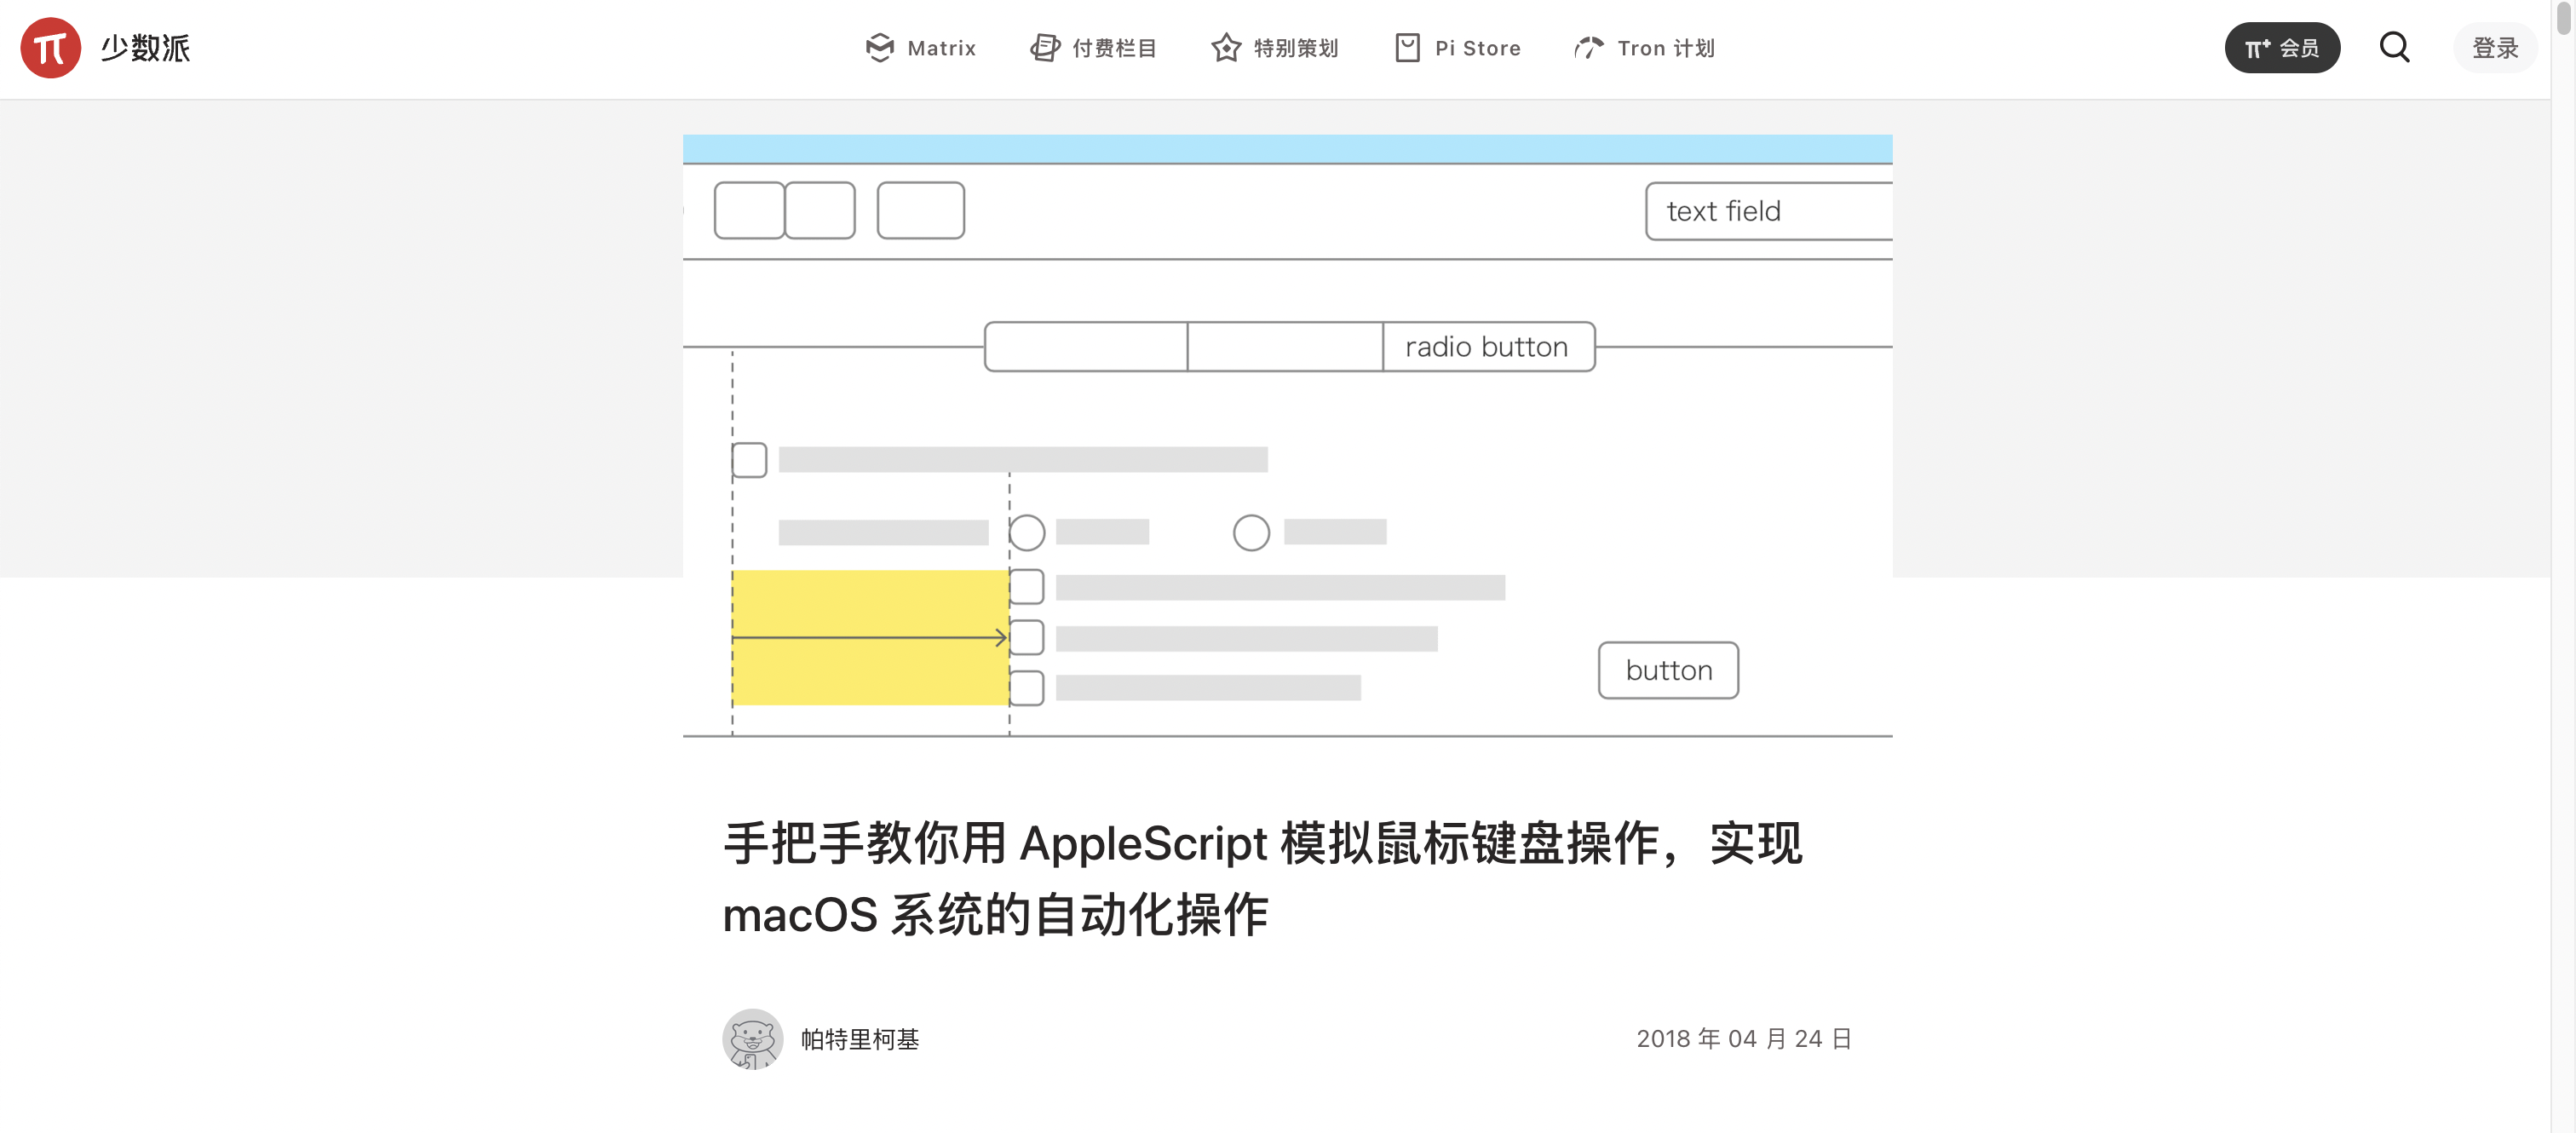 少数派
Matrix
付费栏目
特别策划
Pi Store
Tron 计划
π+ 会员
登录
text field
radio button
button
手把手教你用 AppleScript 模拟鼠标键盘操作，实现
macOS 系统的自动化操作
帕特里柯基
2018 年 04 月 24 日